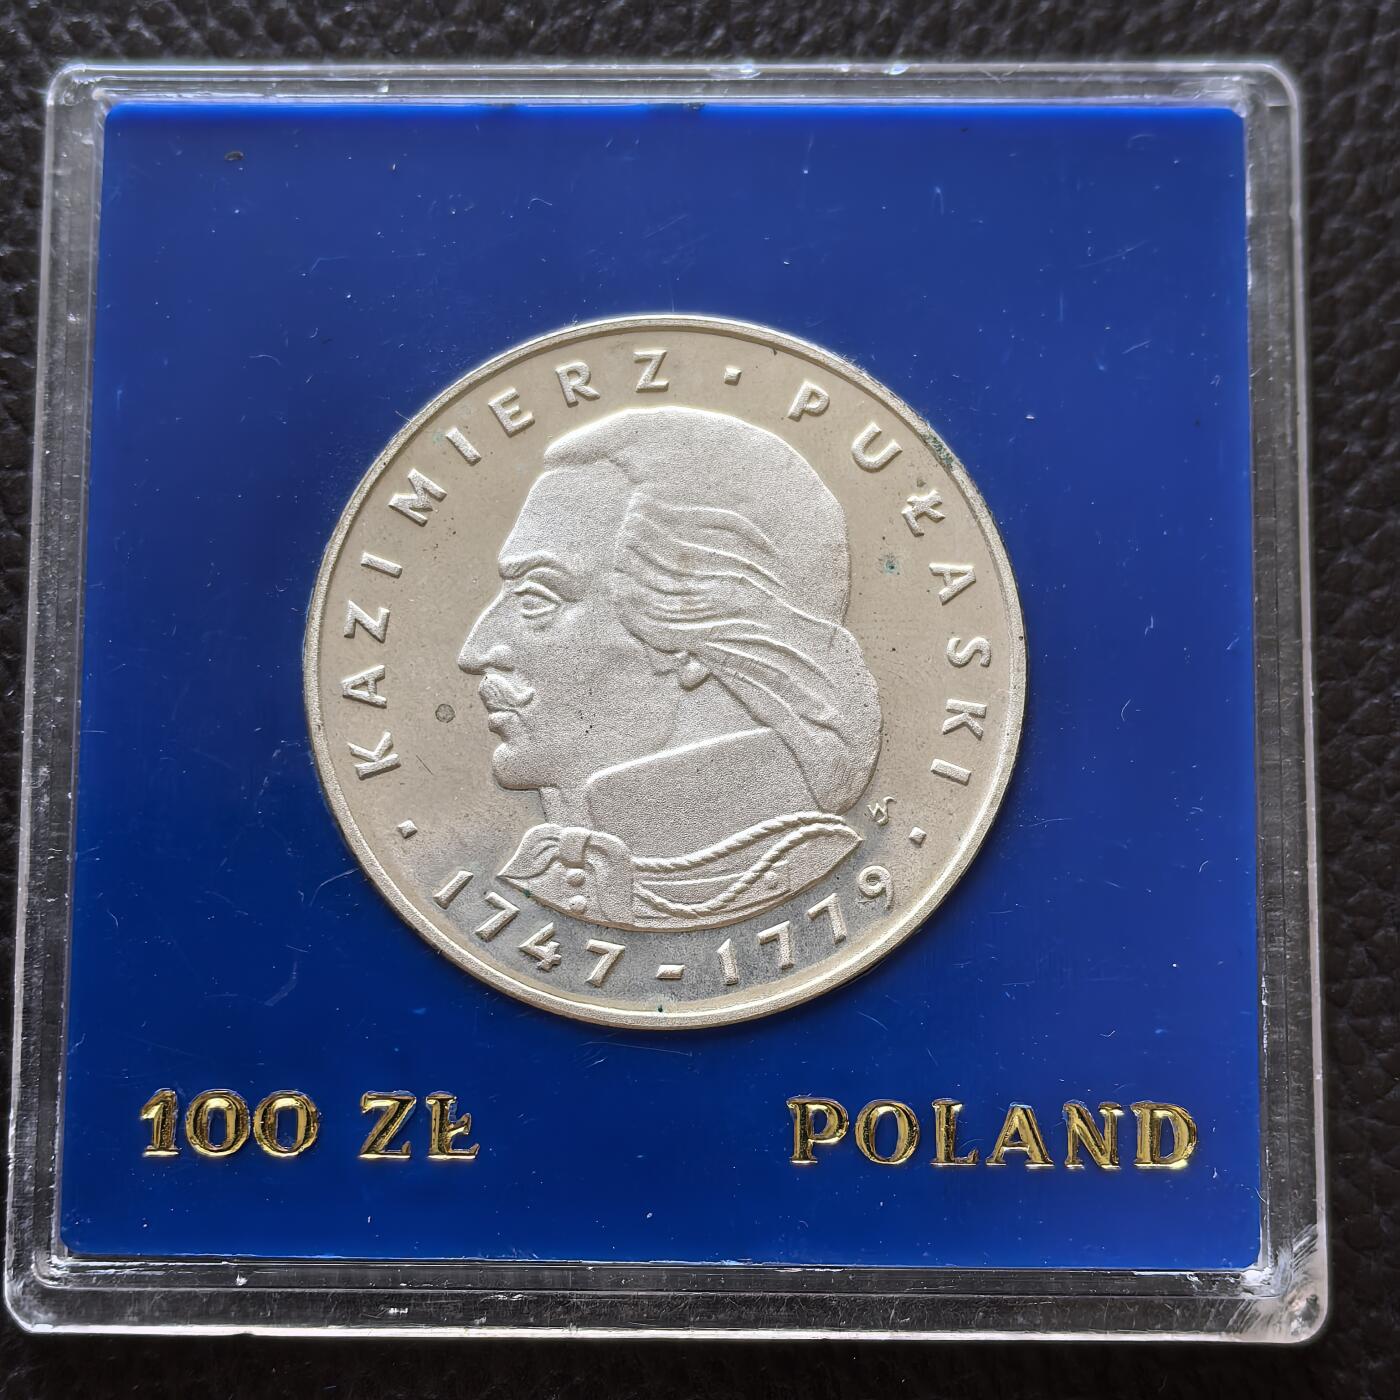 KAZIMIERZ · PUŁASKI
· 1747 - 1779 ·
100 ZŁ
POLAND